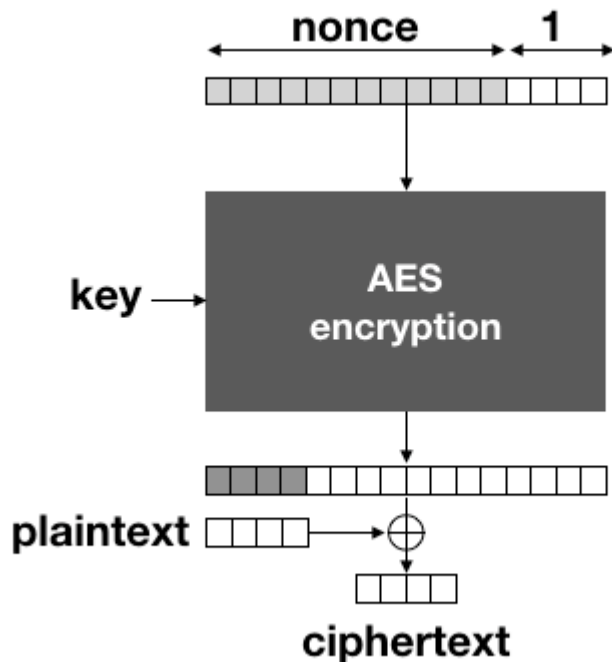 nonce 1
AES
key
encryption
plaintext
ciphertext